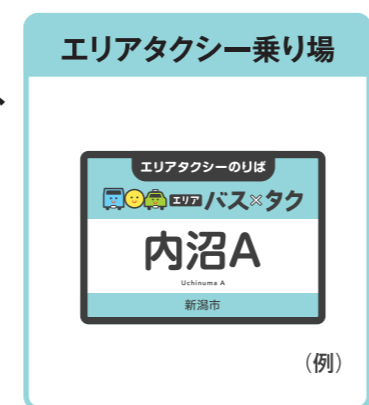 エリアタクシー乗り場
エリアタクシーのりば
エリア バス×タク
内沼A
Uchinuma A
新潟市
（例）